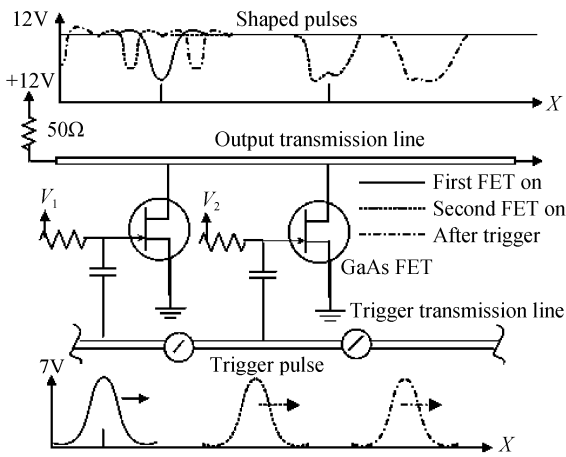 12V
Shaped pulses
X
+12V
50Ω
Output transmission line
First FET on
Second FET on
After trigger
V1
V2
GaAs FET
Trigger transmission line
7V
Trigger pulse
X